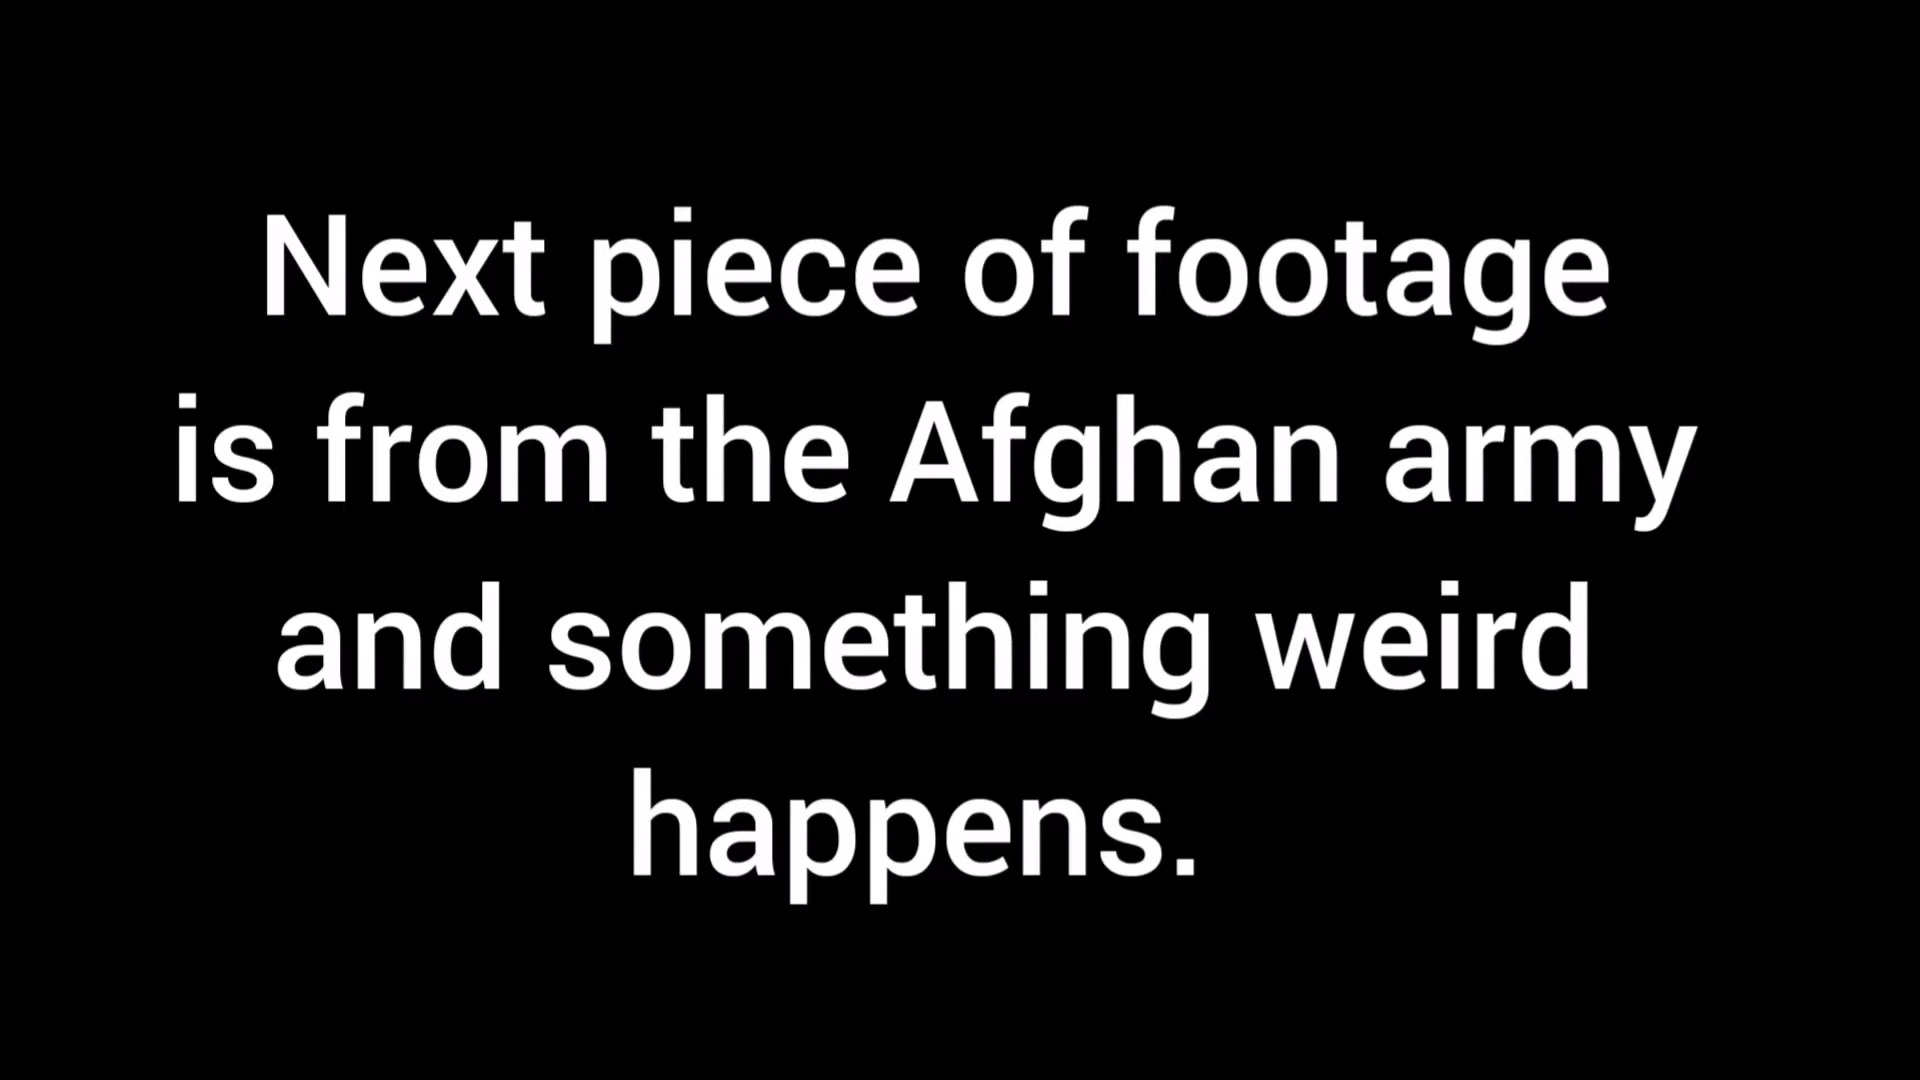 Next piece of footage
is from the Afghan army
and something weird
happens.